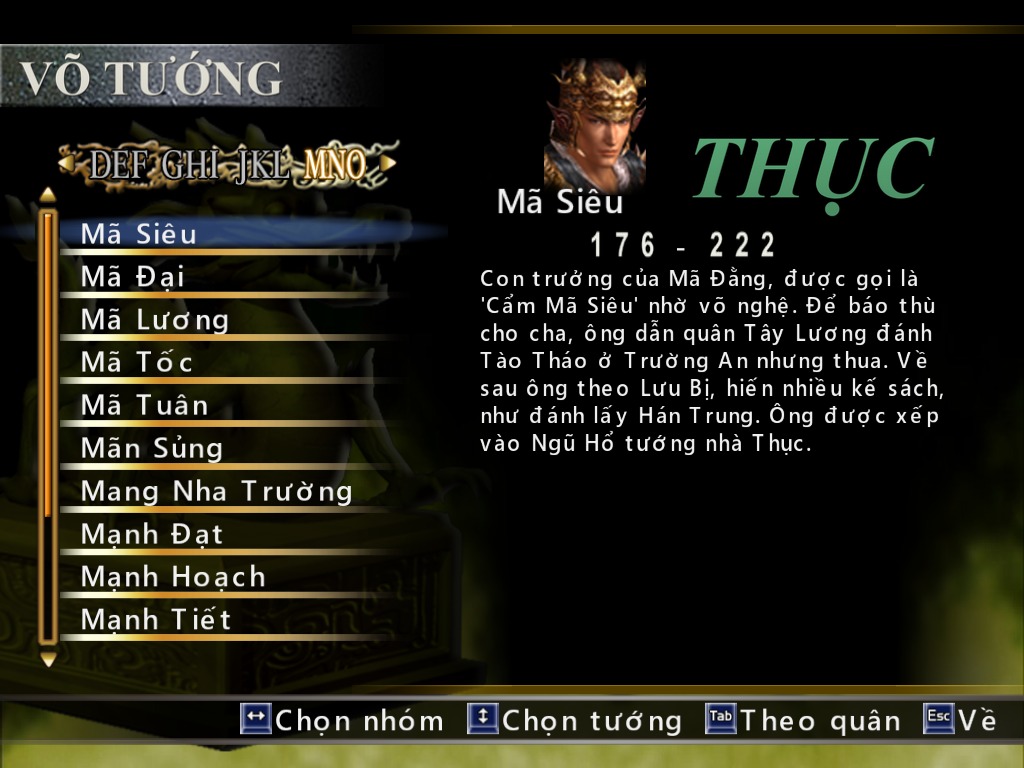 VÕ TƯỚNG
DEF GHI JKL MNO
Mã Siêu
Mã Đại
Mã Lương
Mã Tốc
Mã Tuân
Mãn Sủng
Mang Nha Trường
Mạnh Đạt
Mạnh Hoạch
Mạnh Tiết
THỤC
Mã Siêu
176 - 222
Con trưởng của Mã Đằng, được gọi là
'Cẩm Mã Siêu' nhờ võ nghệ. Để báo thù
cho cha, ông dẫn quân Tây Lương đánh
Tào Tháo ở Trường An nhưng thua. Về
sau ông theo Lưu Bị, hiến nhiều kế sách,
như đánh lấy Hán Trung. Ông được xếp
vào Ngũ Hổ tướng nhà Thục.
Chọn nhóm Chọn tướng Tab Theo quân Esc Về